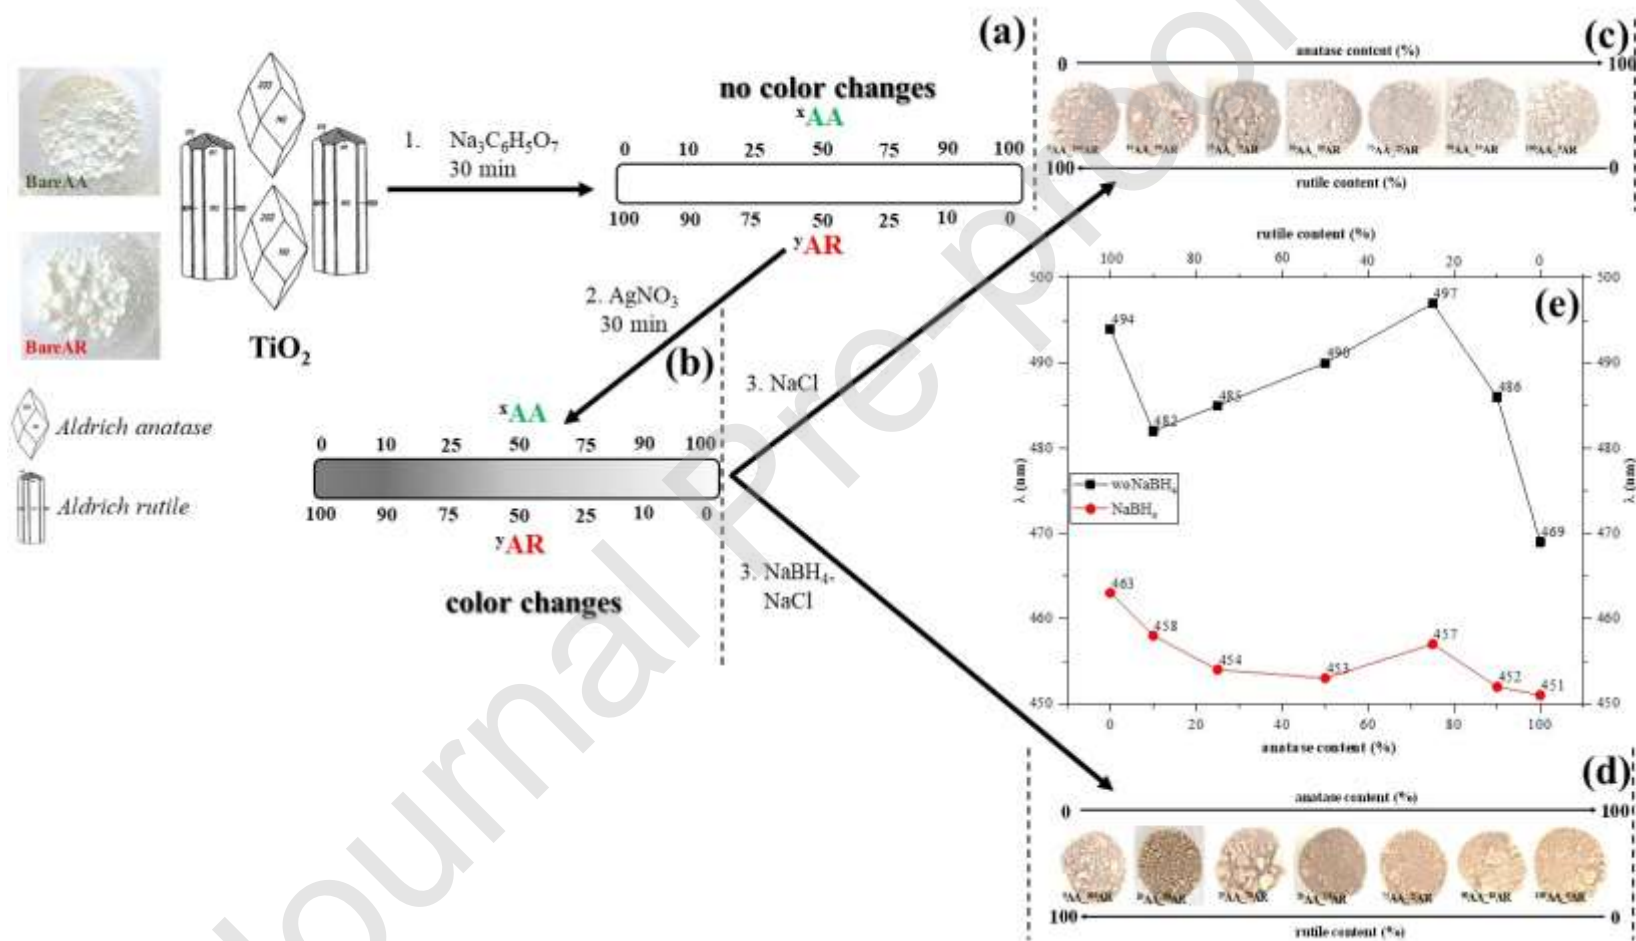 (a)
BareAA
BareAR
TiO2
Aldrich anatase
Aldrich rutile
1. Na3C6H5O7
30 min
no color changes
xAA
0 10 25 50 75 90 100
100 90 75 50 25 10 0
yAR
2. AgNO3
30 min
(b)
xAA
0 10 25 50 75 90 100
100 90 75 50 25 10 0
yAR
color changes
3. NaCl
3. NaBH4-
NaCl
(c)
anatase content (%)
0 100
100 0
rutile content (%)
(e)
rutile content (%)
100 80 60 40 20 0
500 500
490 490
480 480
470 470
460 460
450 450
λ (nm) λ (nm)
494 482 485 490 497 486 469
woNaBH4
NaBH4
463 458 454 453 457 452 451
0 20 40 60 80 100
anatase content (%)
(d)
anatase content (%)
0 100
100 0
rutile content (%)
Journal Pre-proo